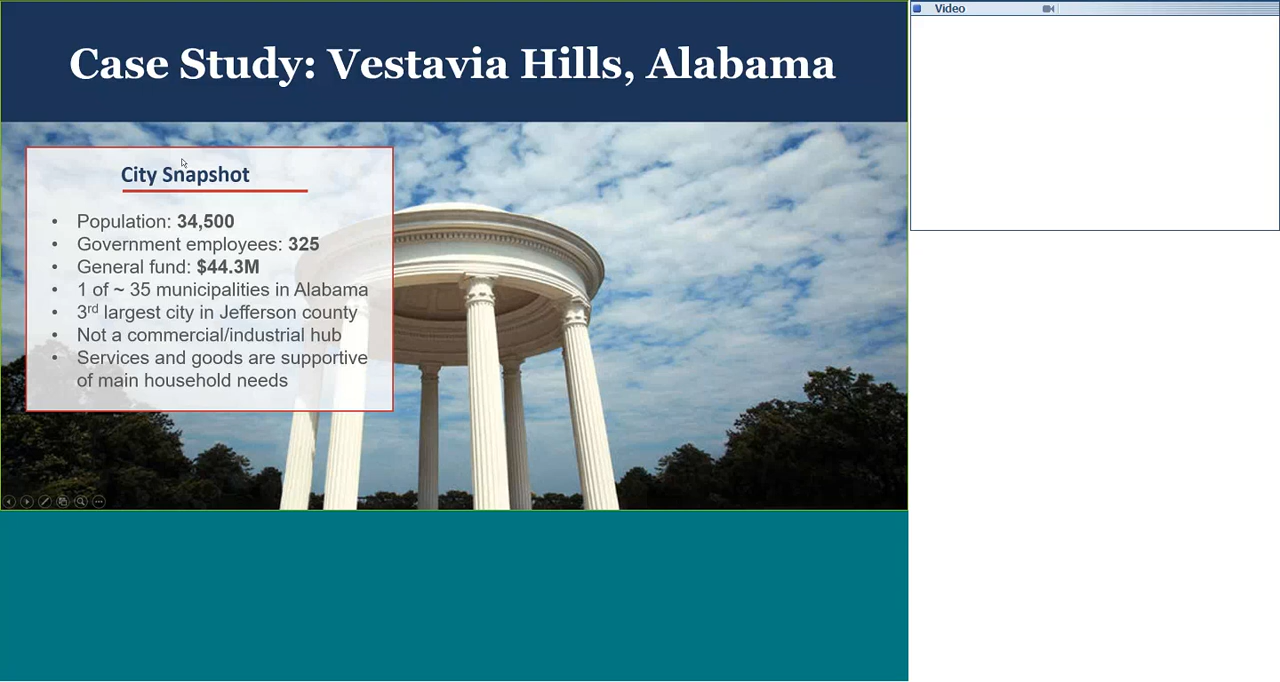 Case Study: Vestavia Hills, Alabama
Video
City Snapshot
• Population: 34,500
• Government employees: 325
• General fund: $44.3M
• 1 of ~ 35 municipalities in Alabama
• 3rd largest city in Jefferson county
• Not a commercial/industrial hub
• Services and goods are supportive
of main household needs